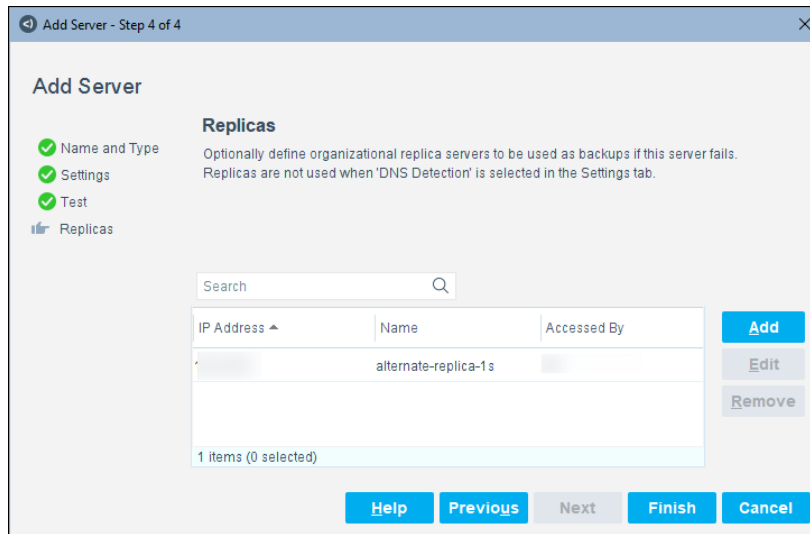 Add Server - Step 4 of 4
Add Server
Name and Type
Settings
Test
Replicas
Replicas
Optionally define organizational replica servers to be used as backups if this server fails.
Replicas are not used when 'DNS Detection' is selected in the Settings tab.
Search
IP Address Name Accessed By
alternate-replica-1s
1 items (0 selected)
Add
Edit
Remove
Help Previous Next Finish Cancel